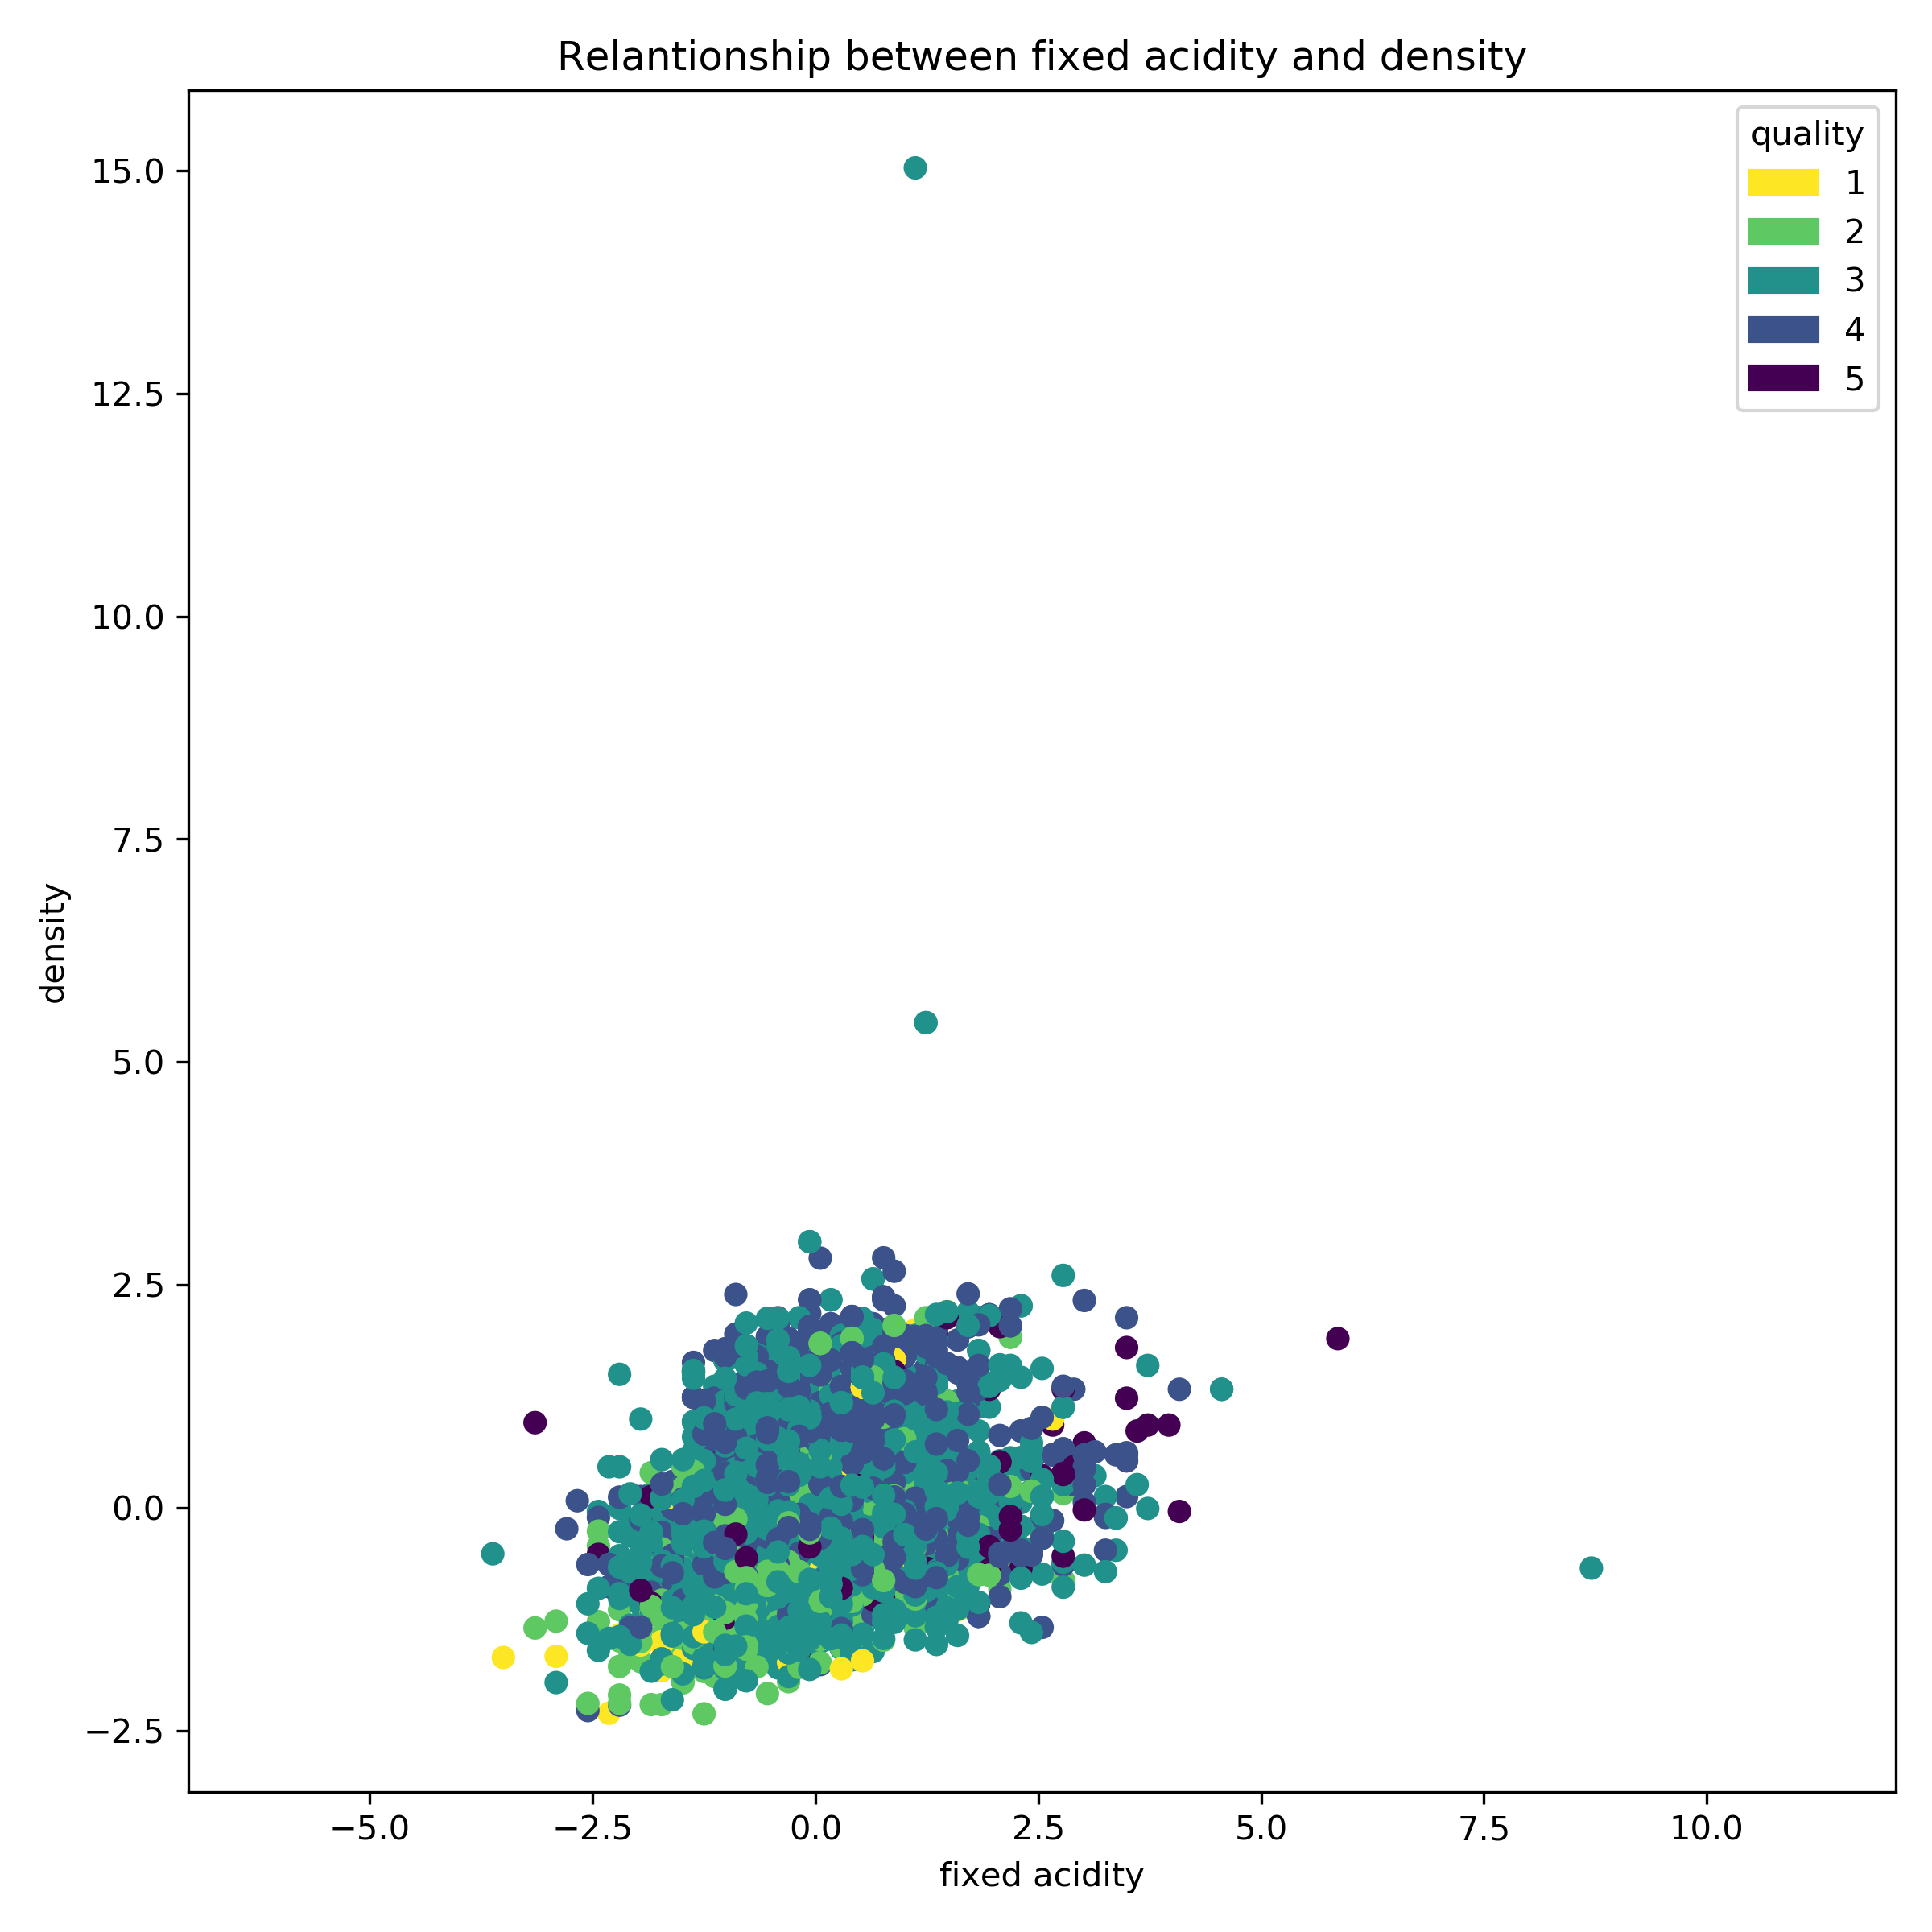 Relantionship between fixed acidity and density
quality
1
2
3
4
5
15.0
12.5
10.0
7.5
5.0
2.5
0.0
−2.5
density
−5.0 −2.5 0.0 2.5 5.0 7.5 10.0
fixed acidity